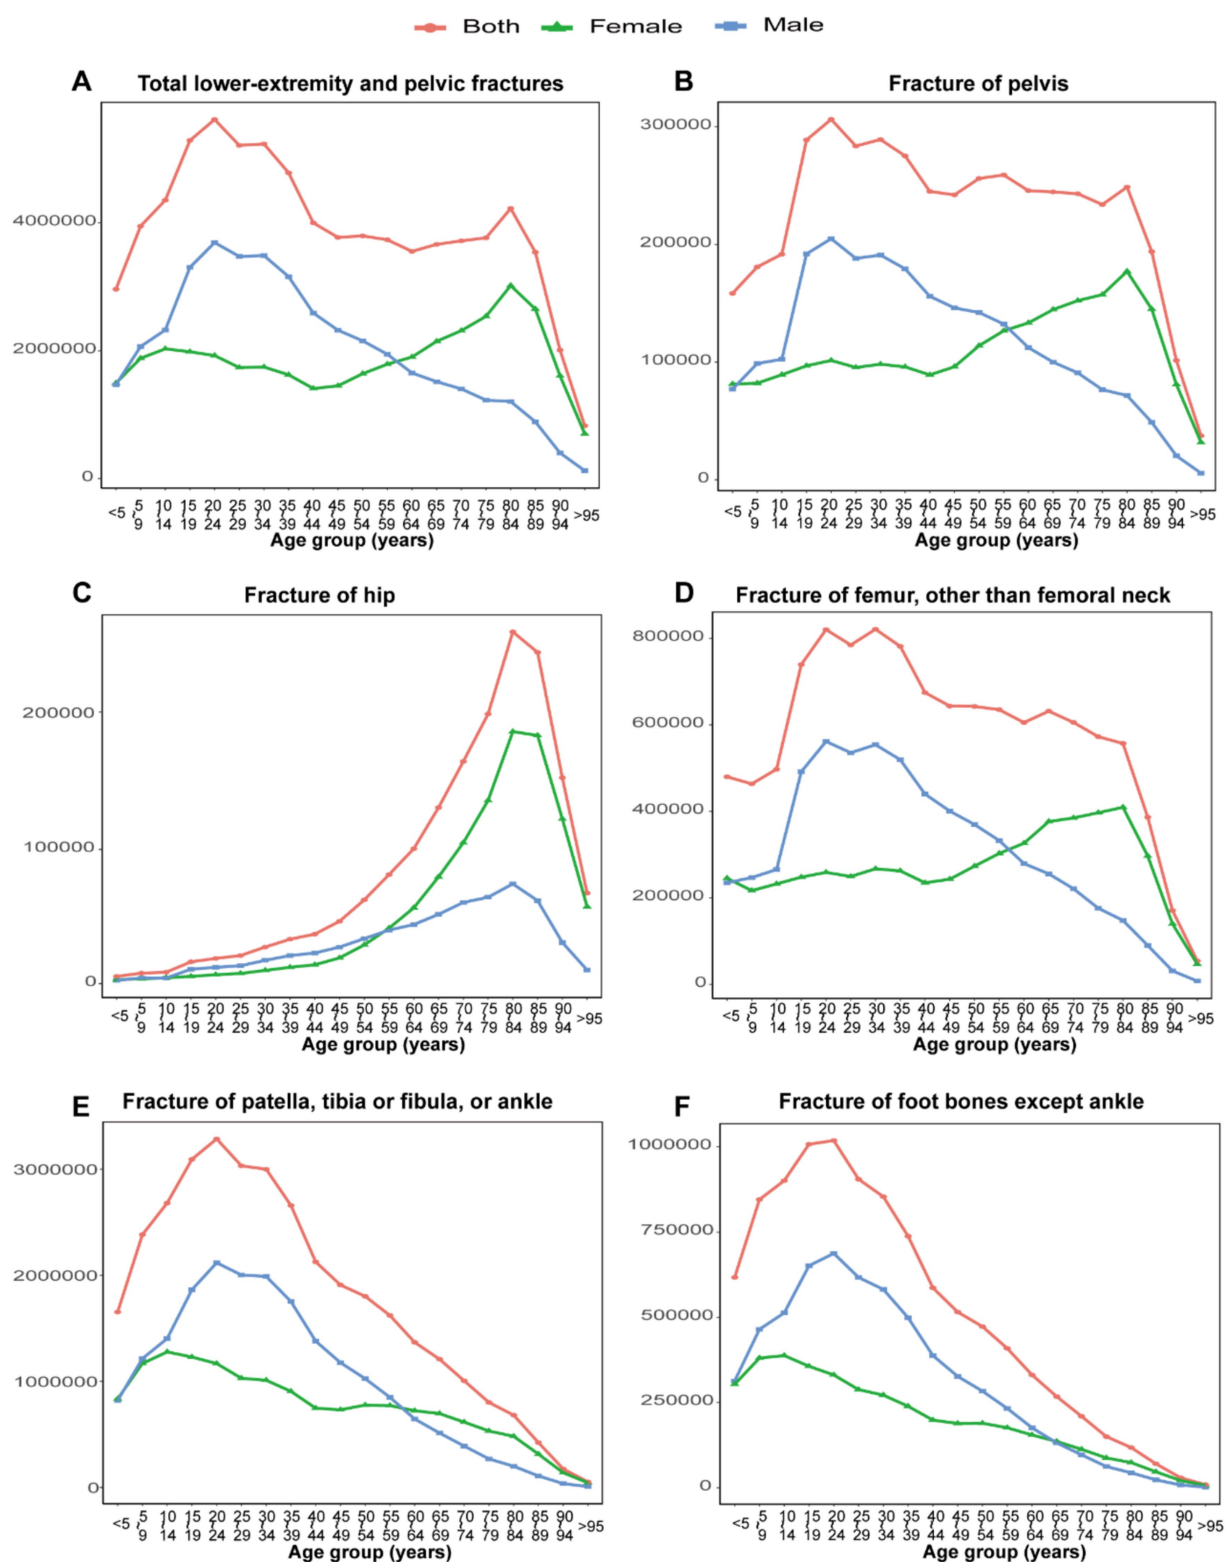 Both Female Male
A Total lower-extremity and pelvic fractures
4000000
2000000
0
<5 5~9 10~14 15~19 20~24 25~29 30~34 35~39 40~44 45~49 50~54 55~59 60~64 65~69 70~74 75~79 80~84 85~89 90~94 >95
Age group (years)
B Fracture of pelvis
300000
200000
100000
0
<5 5~9 10~14 15~19 20~24 25~29 30~34 35~39 40~44 45~49 50~54 55~59 60~64 65~69 70~74 75~79 80~84 85~89 90~94 >95
Age group (years)
C Fracture of hip
200000
100000
0
<5 5~9 10~14 15~19 20~24 25~29 30~34 35~39 40~44 45~49 50~54 55~59 60~64 65~69 70~74 75~79 80~84 85~89 90~94 >95
Age group (years)
D Fracture of femur, other than femoral neck
800000
600000
400000
200000
0
<5 5~9 10~14 15~19 20~24 25~29 30~34 35~39 40~44 45~49 50~54 55~59 60~64 65~69 70~74 75~79 80~84 85~89 90~94 >95
Age group (years)
E Fracture of patella, tibia or fibula, or ankle
3000000
2000000
1000000
0
<5 5~9 10~14 15~19 20~24 25~29 30~34 35~39 40~44 45~49 50~54 55~59 60~64 65~69 70~74 75~79 80~84 85~89 90~94 >95
Age group (years)
F Fracture of foot bones except ankle
1000000
750000
500000
250000
0
<5 5~9 10~14 15~19 20~24 25~29 30~34 35~39 40~44 45~49 50~54 55~59 60~64 65~69 70~74 75~79 80~84 85~89 90~94 >95
Age group (years)